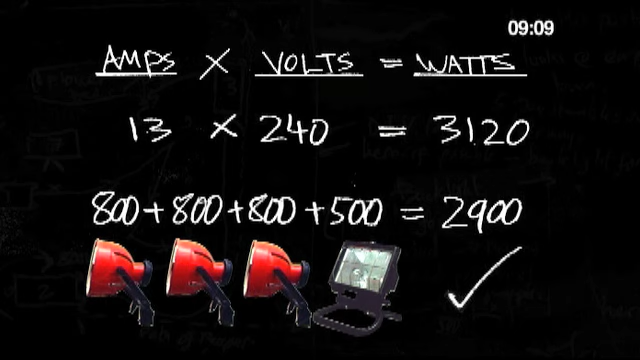 09:09
AMPS × VOLTS = WATTS
13 × 240 = 3120
800+800+800+500 = 2900